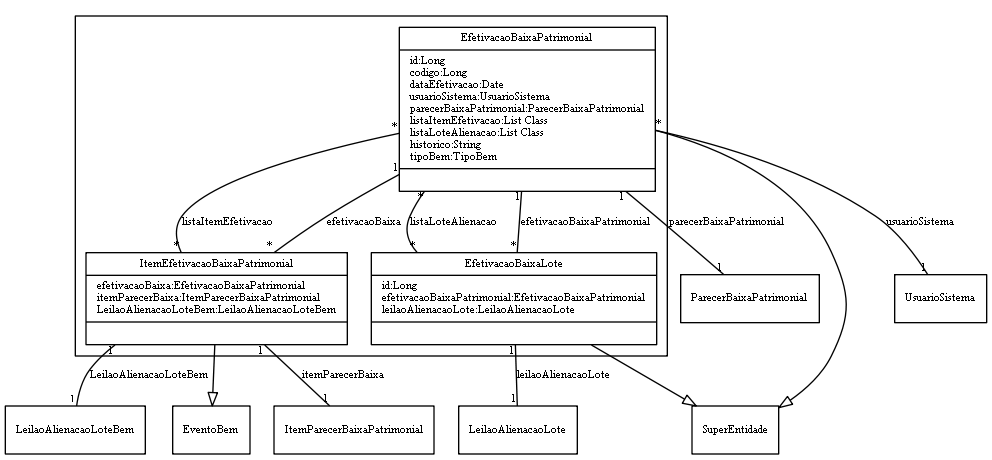 EfetivacaoBaixaPatrimonial
id:Long
codigo:Long
dataEfetivacao:Date
usuarioSistema:UsuarioSistema
parecerBaixaPatrimonial:ParecerBaixaPatrimonial
listaItemEfetivacao:List Class
listaLoteAlienacao:List Class
historico:String
tipoBem:TipoBem
* *
1
* 1 1
listaItemEfetivacao efetivacaoBaixa listaLoteAlienacao efetivacaoBaixaPatrimonial parecerBaixaPatrimonial usuarioSistema
* * * * 1 1
ItemEfetivacaoBaixaPatrimonial
efetivacaoBaixa:EfetivacaoBaixaPatrimonial
itemParecerBaixa:ItemParecerBaixaPatrimonial
LeilaoAlienacaoLoteBem:LeilaoAlienacaoLoteBem
EfetivacaoBaixaLote
id:Long
efetivacaoBaixaPatrimonial:EfetivacaoBaixaPatrimonial
leilaoAlienacaoLote:LeilaoAlienacaoLote
ParecerBaixaPatrimonial
UsuarioSistema
1 1 1
LeilaoAlienacaoLoteBem itemParecerBaixa leilaoAlienacaoLote
1 1 1
LeilaoAlienacaoLoteBem
EventoBem
ItemParecerBaixaPatrimonial
LeilaoAlienacaoLote
SuperEntidade